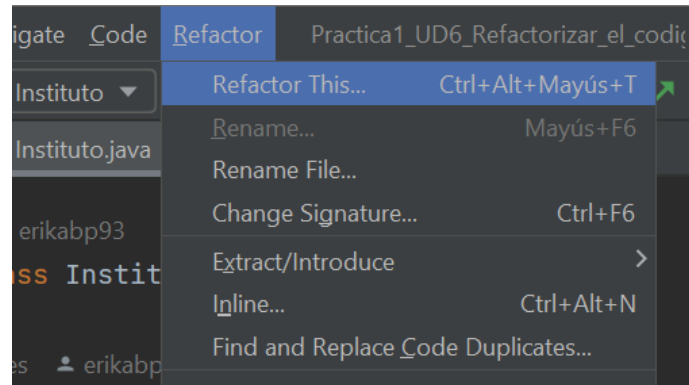 igate Code Refactor Practica1_UD6_Refactorizar_el_codig
Instituto Refactor This... Ctrl+Alt+Mayús+T
Rename... Mayús+F6
Instituto.java
Rename File...
Change Signature... Ctrl+F6
erikabp93
Extract/Introduce
ass Instit
Inline... Ctrl+Alt+N
Find and Replace Code Duplicates...
es erikabp